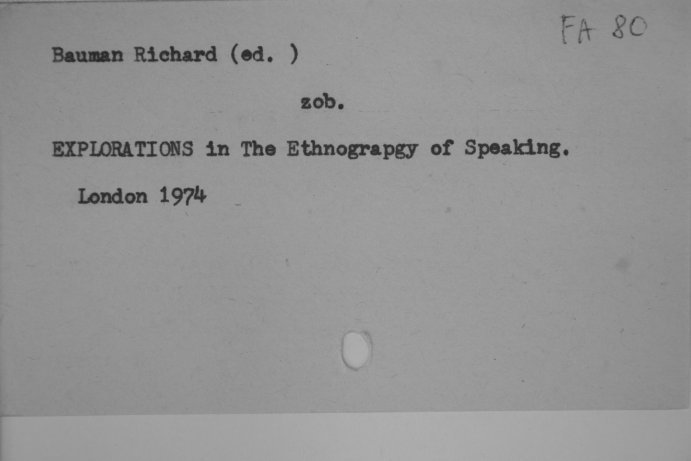 FA 80
Bauman Richard (ed. )
zob.
EXPLORATIONS in The Ethnograpgy of Speaking.
London 1974